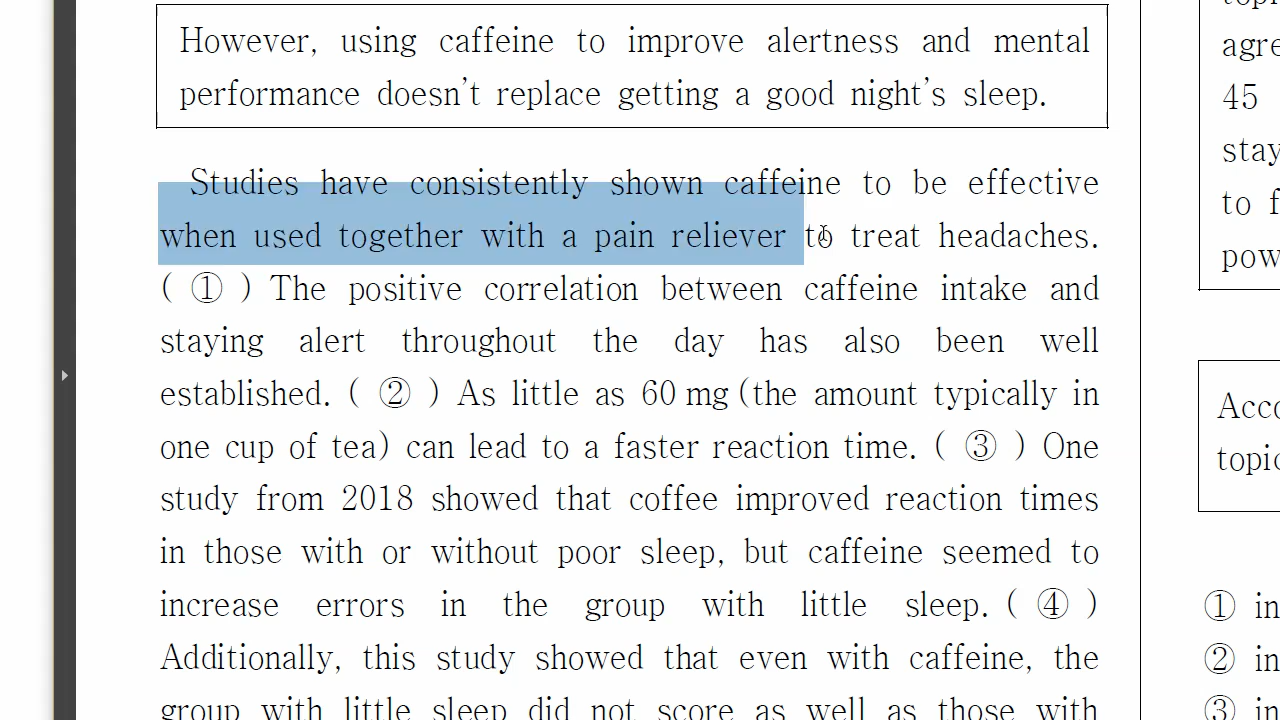 However, using caffeine to improve alertness and mental
performance doesn't replace getting a good night's sleep.
Studies have consistently shown caffeine to be effective
when used together with a pain reliever to treat headaches.
( ① ) The positive correlation between caffeine intake and
staying alert throughout the day has also been well
established. ( ② ) As little as 60 mg (the amount typically in
one cup of tea) can lead to a faster reaction time. ( ③ ) One
study from 2018 showed that coffee improved reaction times
in those with or without poor sleep, but caffeine seemed to
increase errors in the group with little sleep. ( ④ )
Additionally, this study showed that even with caffeine, the
group with little sleep did not score as well as those with
45
stay
to f
pow
topic
① in
② in
③ in